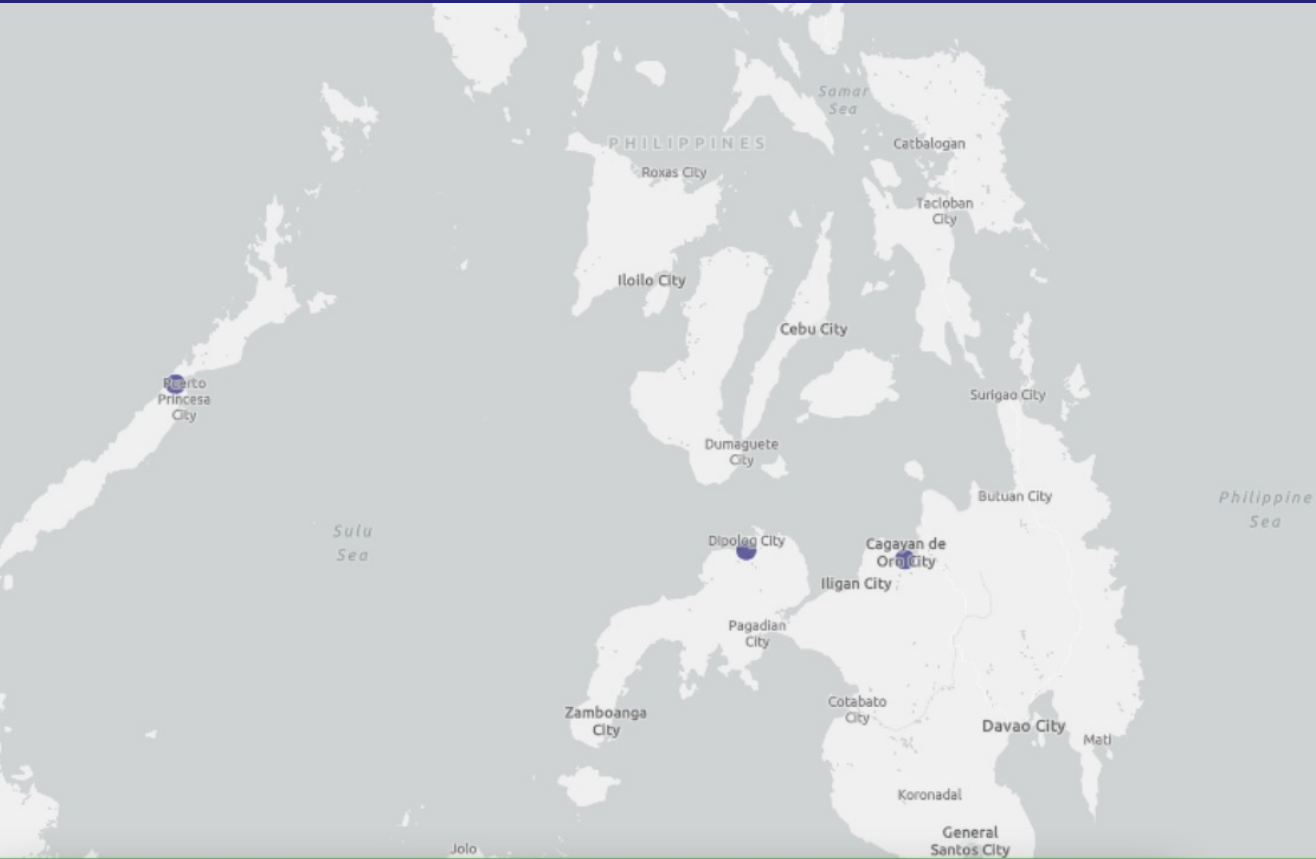 Samar
Sea
Catbalogan
PHILIPPINES
Roxas City
Tacloban
City
Iloilo City
Cebu City
Puerto
Princesa
City
Surigao City
Dumaguete
City
Butuan City
Philippine
Sea
Sulu
Sea
Dipolog City
Cagayan de
Oro City
Iligan City
Pagadian
City
Cotabato
City
Zamboanga
City
Davao City
Mati
Koronadal
General
Santos City
Jolo